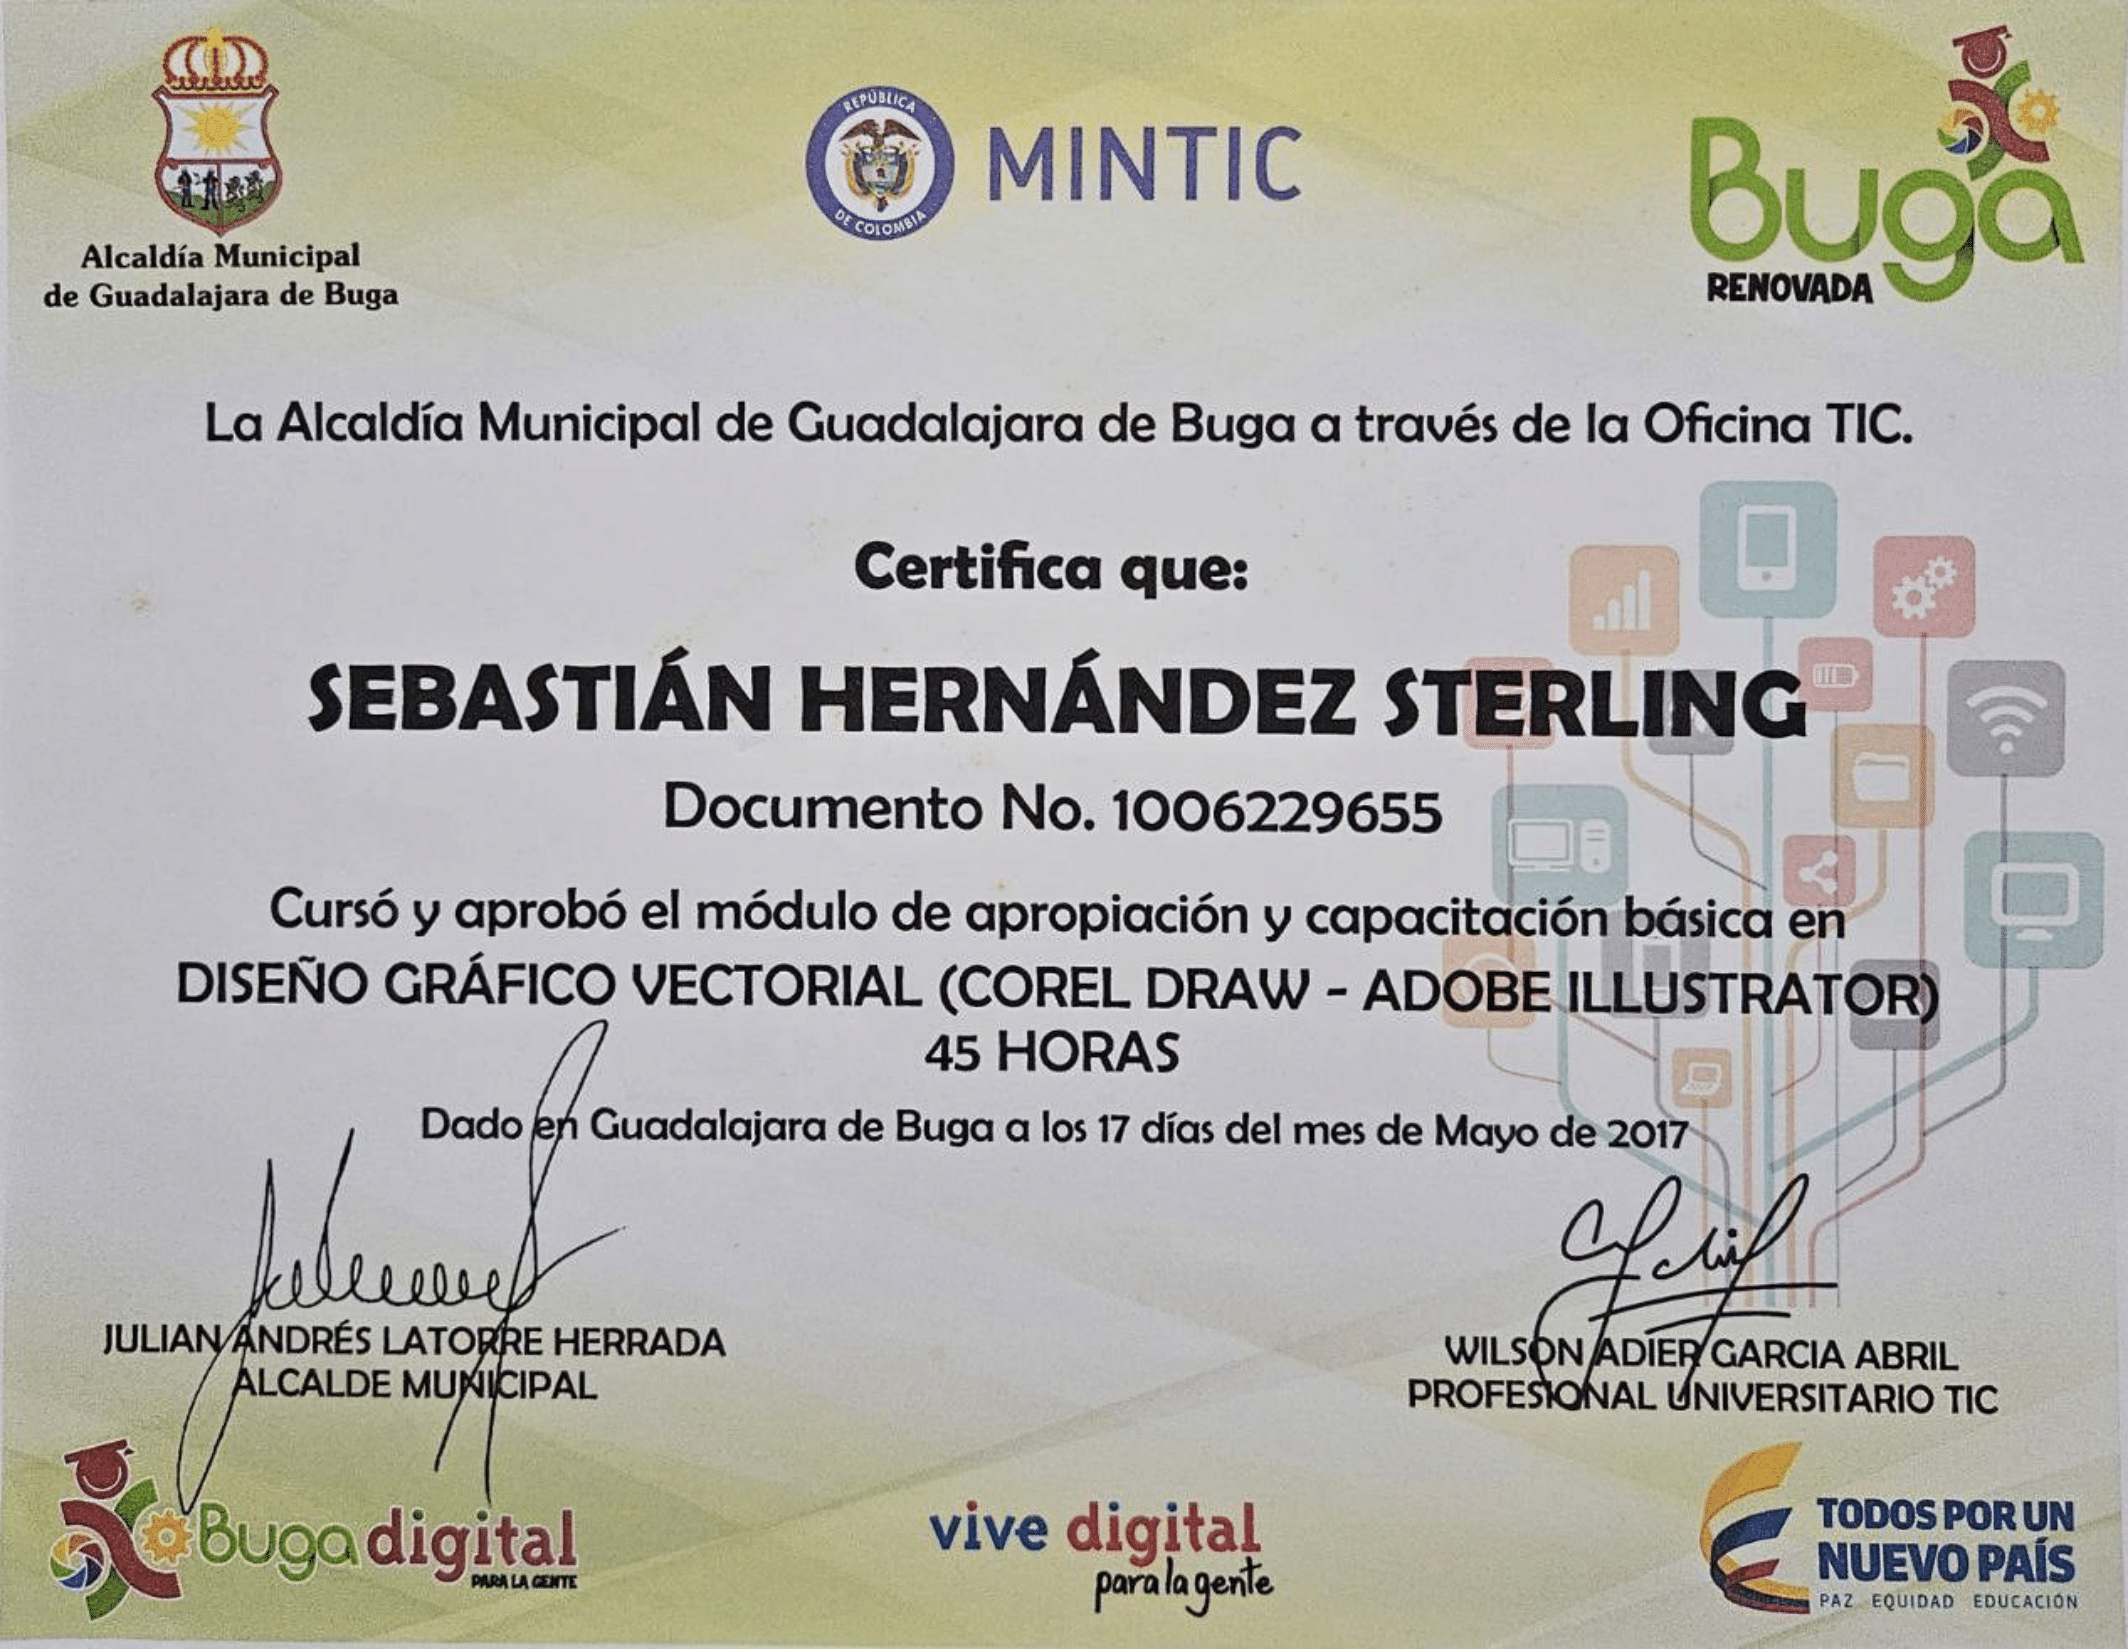 REPÚBLICA
DE COLOMBIA
MINTIC
Alcaldía Municipal
de Guadalajara de Buga
Buga
RENOVADA
La Alcaldía Municipal de Guadalajara de Buga a través de la Oficina TIC.
Certifica que:
SEBASTIÁN HERNÁNDEZ STERLING
Documento No. 1006229655
Cursó y aprobó el módulo de apropiación y capacitación básica en
DISEÑO GRÁFICO VECTORIAL (COREL DRAW - ADOBE ILLUSTRATOR)
45 HORAS
Dado en Guadalajara de Buga a los 17 días del mes de Mayo de 2017
JULIAN ANDRÉS LATORRE HERRADA
ALCALDE MUNICIPAL
WILSON ADIER GARCIA ABRIL
PROFESIONAL UNIVERSITARIO TIC
Buga digital
PARA LA GENTE
vive digital
para la gente
TODOS POR UN
NUEVO PAÍS
PAZ EQUIDAD EDUCACIÓN